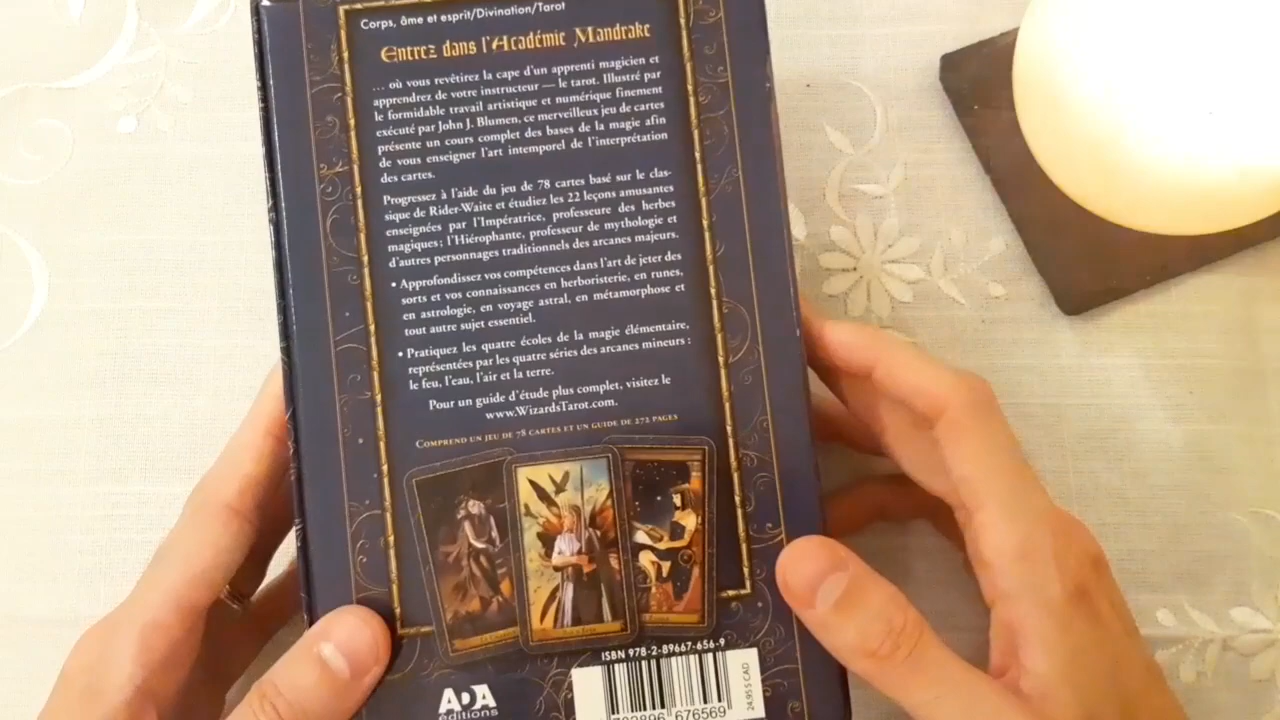 Corps, âme et esprit/Divination/Tarot
Entrez dans l'Académie Mandrake
... où vous revêtirez la cape d'un apprenti magicien et
apprendrez de votre instructeur — le tarot. Illustré par
le formidable travail artistique et numérique finement
exécuté par John J. Blumen, ce merveilleux jeu de cartes
présente un cours complet des bases de la magie afin
de vous enseigner l'art intemporel de l'interprétation
des cartes.
Progressez à l'aide du jeu de 78 cartes basé sur le clas-
sique de Rider-Waite et étudiez les 22 leçons amusantes
enseignées par l'Impératrice, professeure des herbes
magiques; l'Hiérophante, professeur de mythologie et
d'autres personnages traditionnels des arcanes majeurs.
• Approfondissez vos compétences dans l'art de jeter des
sorts et vos connaissances en herboristerie, en runes,
en astrologie, en voyage astral, en métamorphose et
tout autre sujet essentiel.
• Pratiquez les quatre écoles de la magie élémentaire,
représentées par les quatre séries des arcanes mineurs :
le feu, l'eau, l'air et la terre.
Pour un guide d'étude plus complet, visitez le
www.WizardsTarot.com.
COMPREND UN JEU DE 78 CARTES ET UN GUIDE DE 272 PAGES
ISBN 978-2-89667-656-9
24,95 $ CAD
ADA
éditions
782896 676569